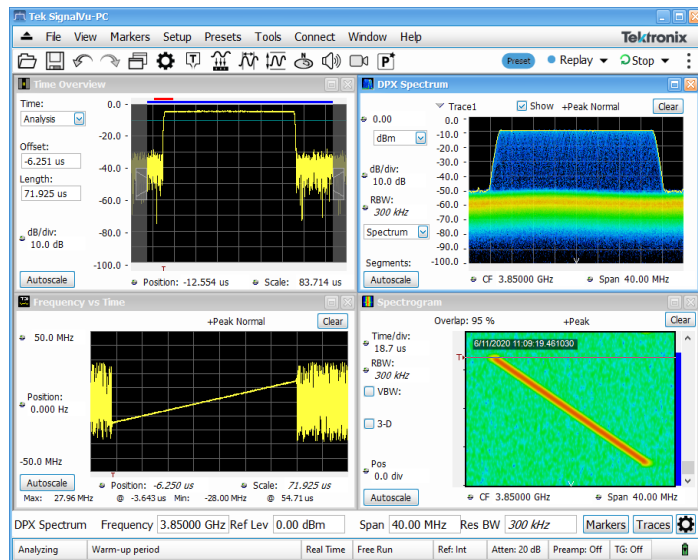 Tek SignalVu-PC
File View Markers Setup Presets Tools Connect Window Help
Tektronix
Preset Replay Stop
Time Overview
Time:
Analysis
Offset:
-6.251 us
Length:
71.925 us
dB/div:
10.0 dB
Autoscale
0.0
-20.0
-40.0
-60.0
-80.0
-100.0
T
Position: -12.554 us Scale: 83.714 us
DPX Spectrum
Trace1 Show +Peak Normal Clear
0.00
dBm
dB/div:
10.0 dB
RBW:
300 kHz
Spectrum
Segments:
Autoscale
0.0
-10.0
-20.0
-30.0
-40.0
-50.0
-60.0
-70.0
-80.0
-90.0
-100.0
CF 3.85000 GHz Span 40.00 MHz
Frequency vs Time
+Peak Normal Clear
50.0 MHz
Position:
0.000 Hz
-50.0 MHz
Autoscale
T
Position: -6.250 us Scale: 71.925 us
Max: 27.96 MHz @ -3.643 us Min: -28.00 MHz @ 54.71 us
Spectrogram
Overlap: 95 % +Peak Clear
Time/div:
18.7 us
RBW:
300 kHz
VBW:
3-D
Pos
0.0 div
Autoscale
6/11/2020 11:09:19.461030
T
CF 3.85000 GHz Span 40.00 MHz
DPX Spectrum Frequency 3.85000 GHz Ref Lev 0.00 dBm Span 40.00 MHz Res BW 300 kHz Markers Traces
Analyzing Warm-up period Real Time Free Run Ref: Int Atten: 20 dB Preamp: Off TG: Off